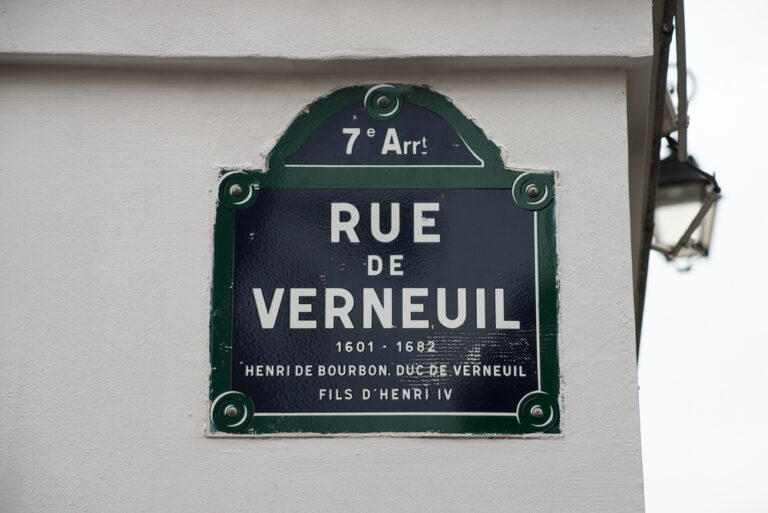 7e Arrt
RUE
DE
VERNEUIL
1601 - 1682
HENRI DE BOURBON. DUC DE VERNEUIL
FILS D'HENRI IV